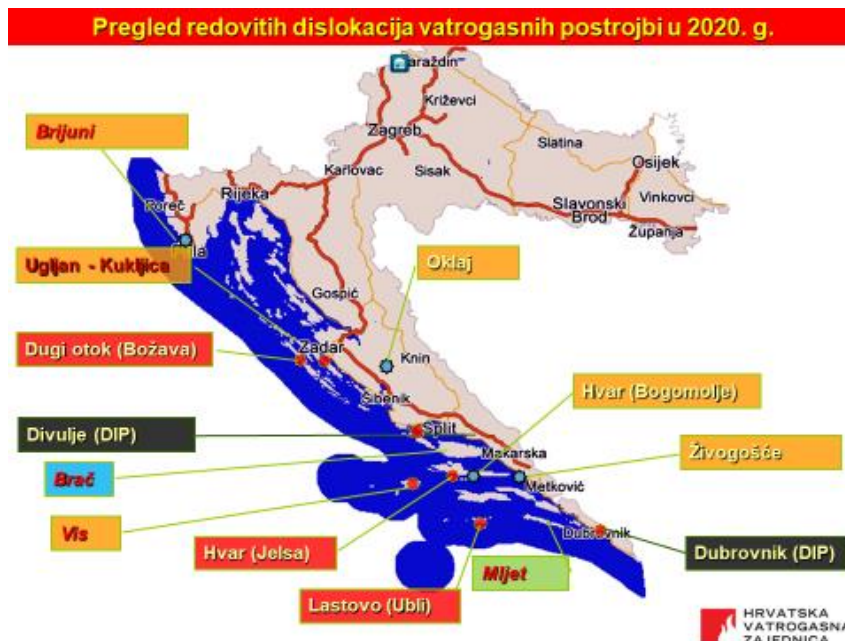 Pregled redovitih dislokacija vatrogasnih postrojbi u 2020. g.
araždin
Križevci
Brijuni
Zagreb
Slatina
Osijek
Karlovac
Sisak
Rijeka
Vinkovci
Poreč
Slavonski
Brod
Županja
Ugljan - Kukljica
Oklaj
Gospić
Dugi otok (Božava)
Zadar
Knin
Šibenik
Hvar (Bogomolje)
Divulje (DIP)
Split
Makarska
Živogošće
Brač
Metković
Vis
Dubrovnik
Hvar (Jelsa)
Dubrovnik (DIP)
Mljet
Lastovo (Ubli)
HRVATSKA
VATROGASNA
ZAJEDNICA